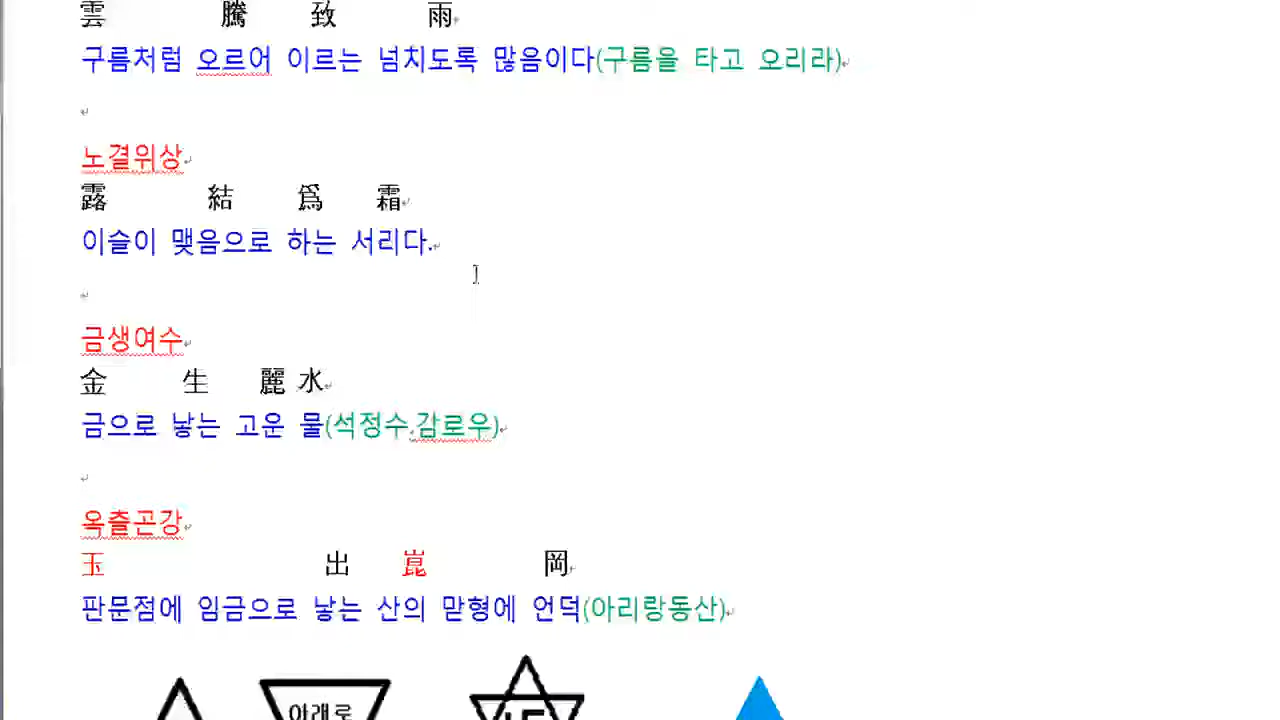 雲 騰 致 雨
구름처럼 오르어 이르는 넘치도록 많음이다(구름을 타고 오리라)
노결위상
露 結 爲 霜
이슬이 맺음으로 하는 서리다.
금생여수
金 生 麗 水
금으로 낳는 고운 물(석정수,감로우)
옥츨곤강
玉 出 崑 岡
판문점에 임금으로 낳는 산의 맏형에 언덕(아리랑동산)
아래로